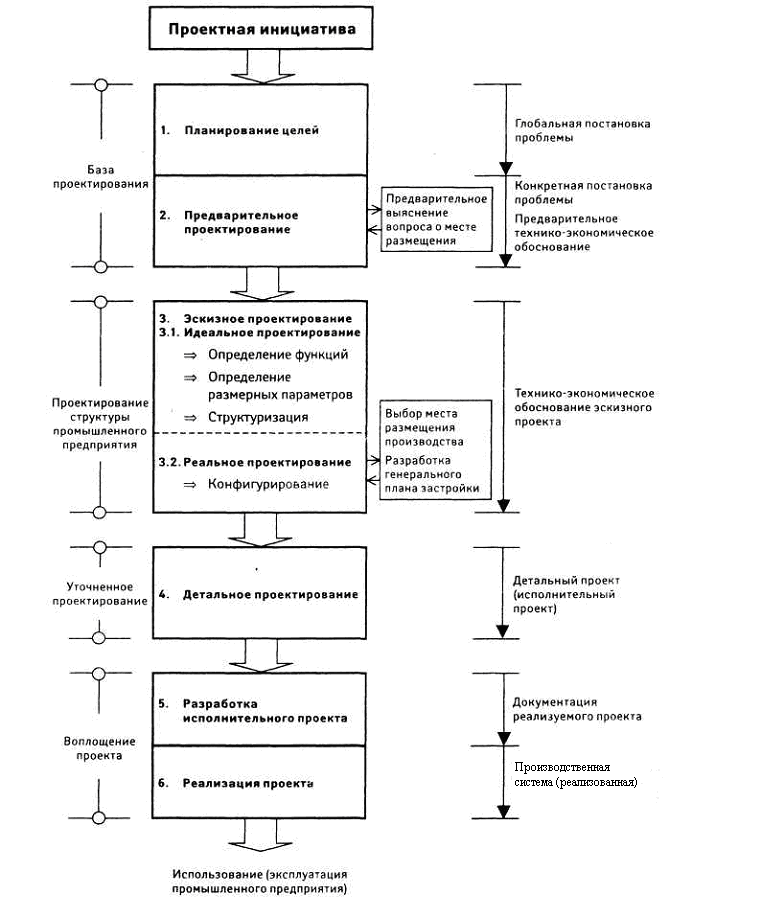 Проектная инициатива
1. Планирование целей
Глобальная постановка
проблемы
База
проектирования
2. Предварительное
проектирование
Предварительное
выяснение
вопроса о месте
размещения
Конкретная постановка
проблемы
Предварительное
технико-экономическое
обоснование
3. Эскизное проектирование
3.1. Идеальное проектирование
⇒ Определение функций
⇒ Определение
размерных параметров
⇒ Структуризация
Проектирование
структуры
промышленного
предприятия
Технико-экономическое
обоснование эскизного
проекта
3.2. Реальное проектирование
⇒ Конфигурирование
Выбор места
размещения
производства
Разработка
генерального
плана застройки
Уточненное
проектирование
4. Детальное проектирование
Детальный проект
(исполнительный
проект)
5. Разработка
исполнительного проекта
Документация
реализуемого проекта
Воплощение
проекта
6. Реализация проекта
Производственная
система (реализованная)
Использование (эксплуатация
промышленного предприятия)